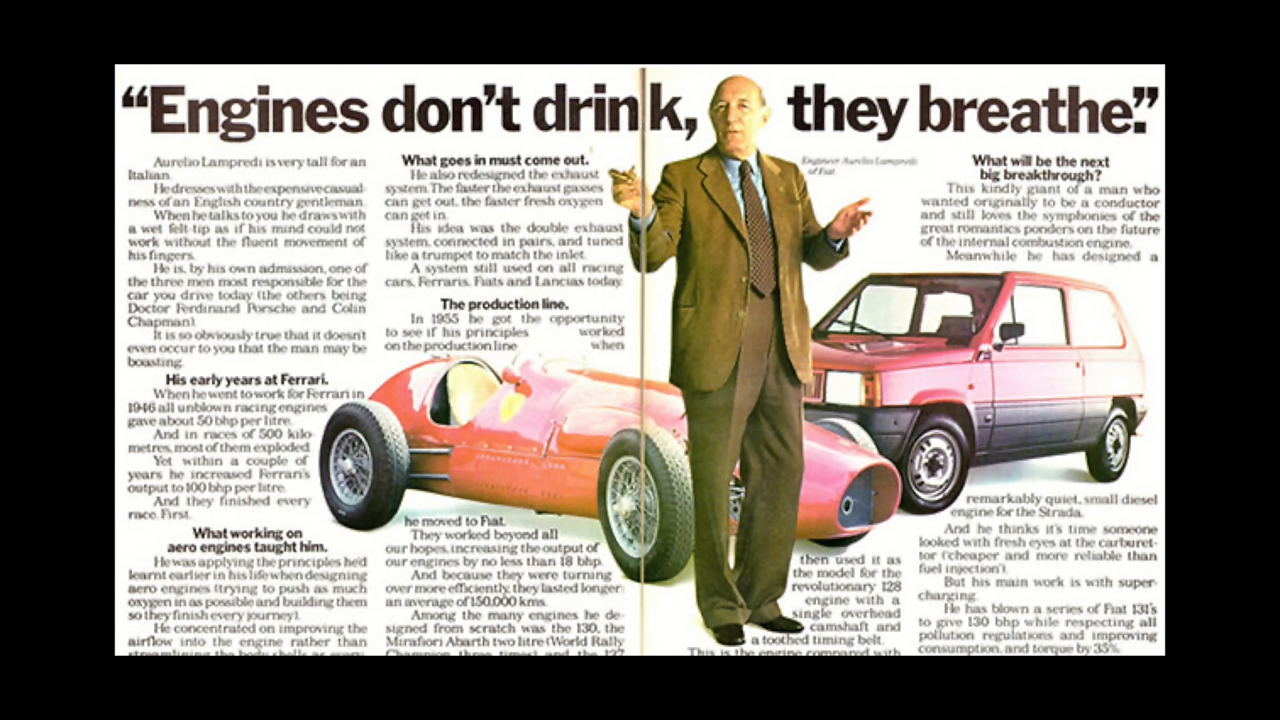 “Engines don’t drink, they breathe.”
Aurelio Lampredi is very tall for an
Italian.
He dresses with the expensive casual-
ness of an English country gentleman.
When he talks to you he draws with
a wet felt-tip as if his mind could not
work without the fluent movement of
his fingers.
He is, by his own admission, one of
the three men most responsible for the
car you drive today (the others being
Doctor Ferdinand Porsche and Colin
Chapman).
It is so obviously true that it doesn't
even occur to you that the man may be
boasting.
His early years at Ferrari.
When he went to work for Ferrari in
1946 all unblown racing engines
gave about 50 bhp per litre.
And in races of 500 kilo-
metres, most of them exploded.
Yet within a couple of
years he increased Ferrari's
output to 100 bhp per litre.
And they finished every
race. First.
What working on
aero engines taught him.
He was applying the principles he'd
learnt earlier in his life when designing
aero engines (trying to push as much
oxygen in as possible and building them
so they finish every journey).
He concentrated on improving the
airflow into the engine rather than
streamlining the body shells as every-
What goes in must come out.
He also redesigned the exhaust
system. The faster the exhaust gasses
can get out, the faster fresh oxygen
can get in.
His idea was the double exhaust
system, connected in pairs, and tuned
like a trumpet to match the inlet.
A system still used on all racing
cars, Ferraris, Fiats and Lancias today.
The production line.
In 1955 he got the opportunity
to see if his principles worked
on the production line when
he moved to Fiat.
They worked beyond all
our hopes, increasing the output of
our engines by no less than 18 bhp.
And because they were turning
over more efficiently, they lasted longer:
an average of 150,000 kms.
Among the many engines he de-
signed from scratch was the 130, the
Mirafiori Abarth two litre (World Rally
Champion three times) and the 127
Engineer Aurelio Lampredi
of Fiat.
then used it as
the model for the
revolutionary 128
engine with a
single overhead
camshaft and
a toothed timing belt.
This is the engine compared with
What will be the next
big breakthrough?
This kindly giant of a man who
wanted originally to be a conductor
and still loves the symphonies of the
great romantics ponders on the future
of the internal combustion engine.
Meanwhile he has designed a
remarkably quiet, small diesel
engine for the Strada.
And he thinks it's time someone
looked with fresh eyes at the carburet-
tor ("cheaper and more reliable than
fuel injection").
But his main work is with super-
charging.
He has blown a series of Fiat 131's
to give 130 bhp while respecting all
pollution regulations and improving
consumption, and torque by 35%.